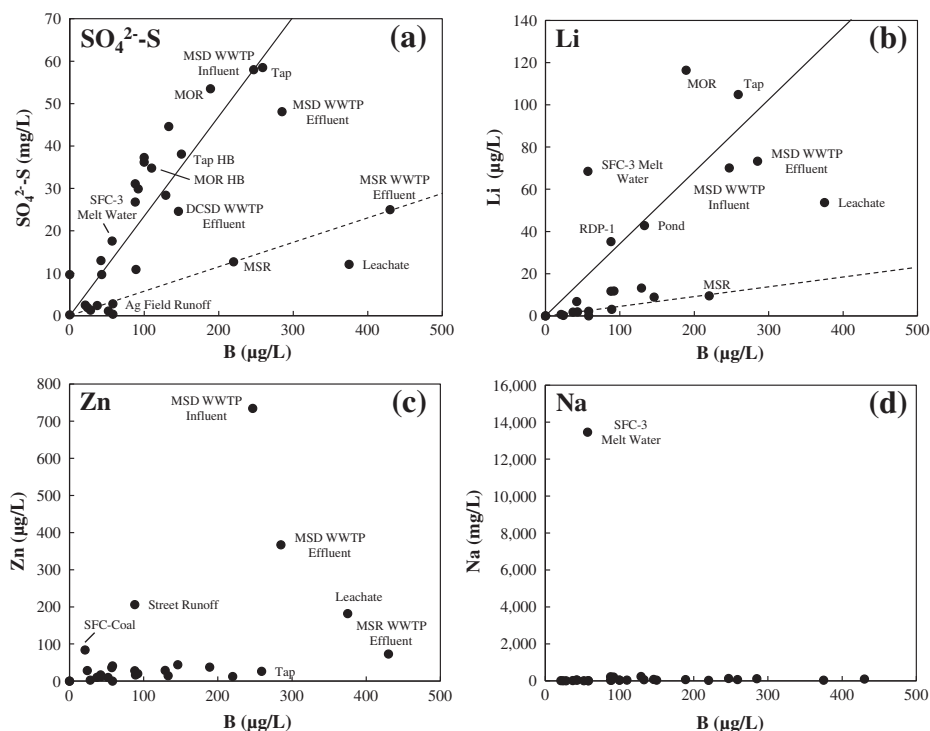 SO₄²⁻-S
(a)
SO₄²⁻-S (mg/L)
70
60
50
40
30
20
10
0
MSD WWTP
Influent
Tap
MOR
MSD WWTP
Effluent
Tap HB
MOR HB
SFC-3
Melt Water
DCSD WWTP
Effluent
MSR WWTP
Effluent
MSR
Leachate
Ag Field Runoff
0 100 200 300 400 500
B (µg/L)
Li
(b)
Li (µg/L)
140
120
100
80
60
40
20
0
MOR
Tap
SFC-3 Melt
Water
MSD WWTP
Effluent
MSD WWTP
Influent
Leachate
RDP-1
Pond
MSR
0 100 200 300 400 500
B (µg/L)
Zn
(c)
Zn (µg/L)
800
700
600
500
400
300
200
100
0
MSD WWTP
Influent
MSD WWTP
Effluent
Street Runoff
Leachate
SFC-Coal
MSR WWTP
Effluent
Tap
0 100 200 300 400 500
B (µg/L)
Na
(d)
Na (mg/L)
16,000
14,000
12,000
10,000
8,000
6,000
4,000
2,000
0
SFC-3
Melt Water
0 100 200 300 400 500
B (µg/L)